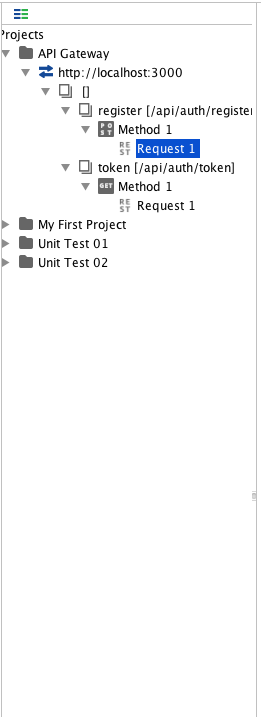 Projects
API Gateway
http://localhost:3000
[]
register [/api/auth/register
POST Method 1
REST Request 1
token [/api/auth/token]
GET Method 1
REST Request 1
My First Project
Unit Test 01
Unit Test 02